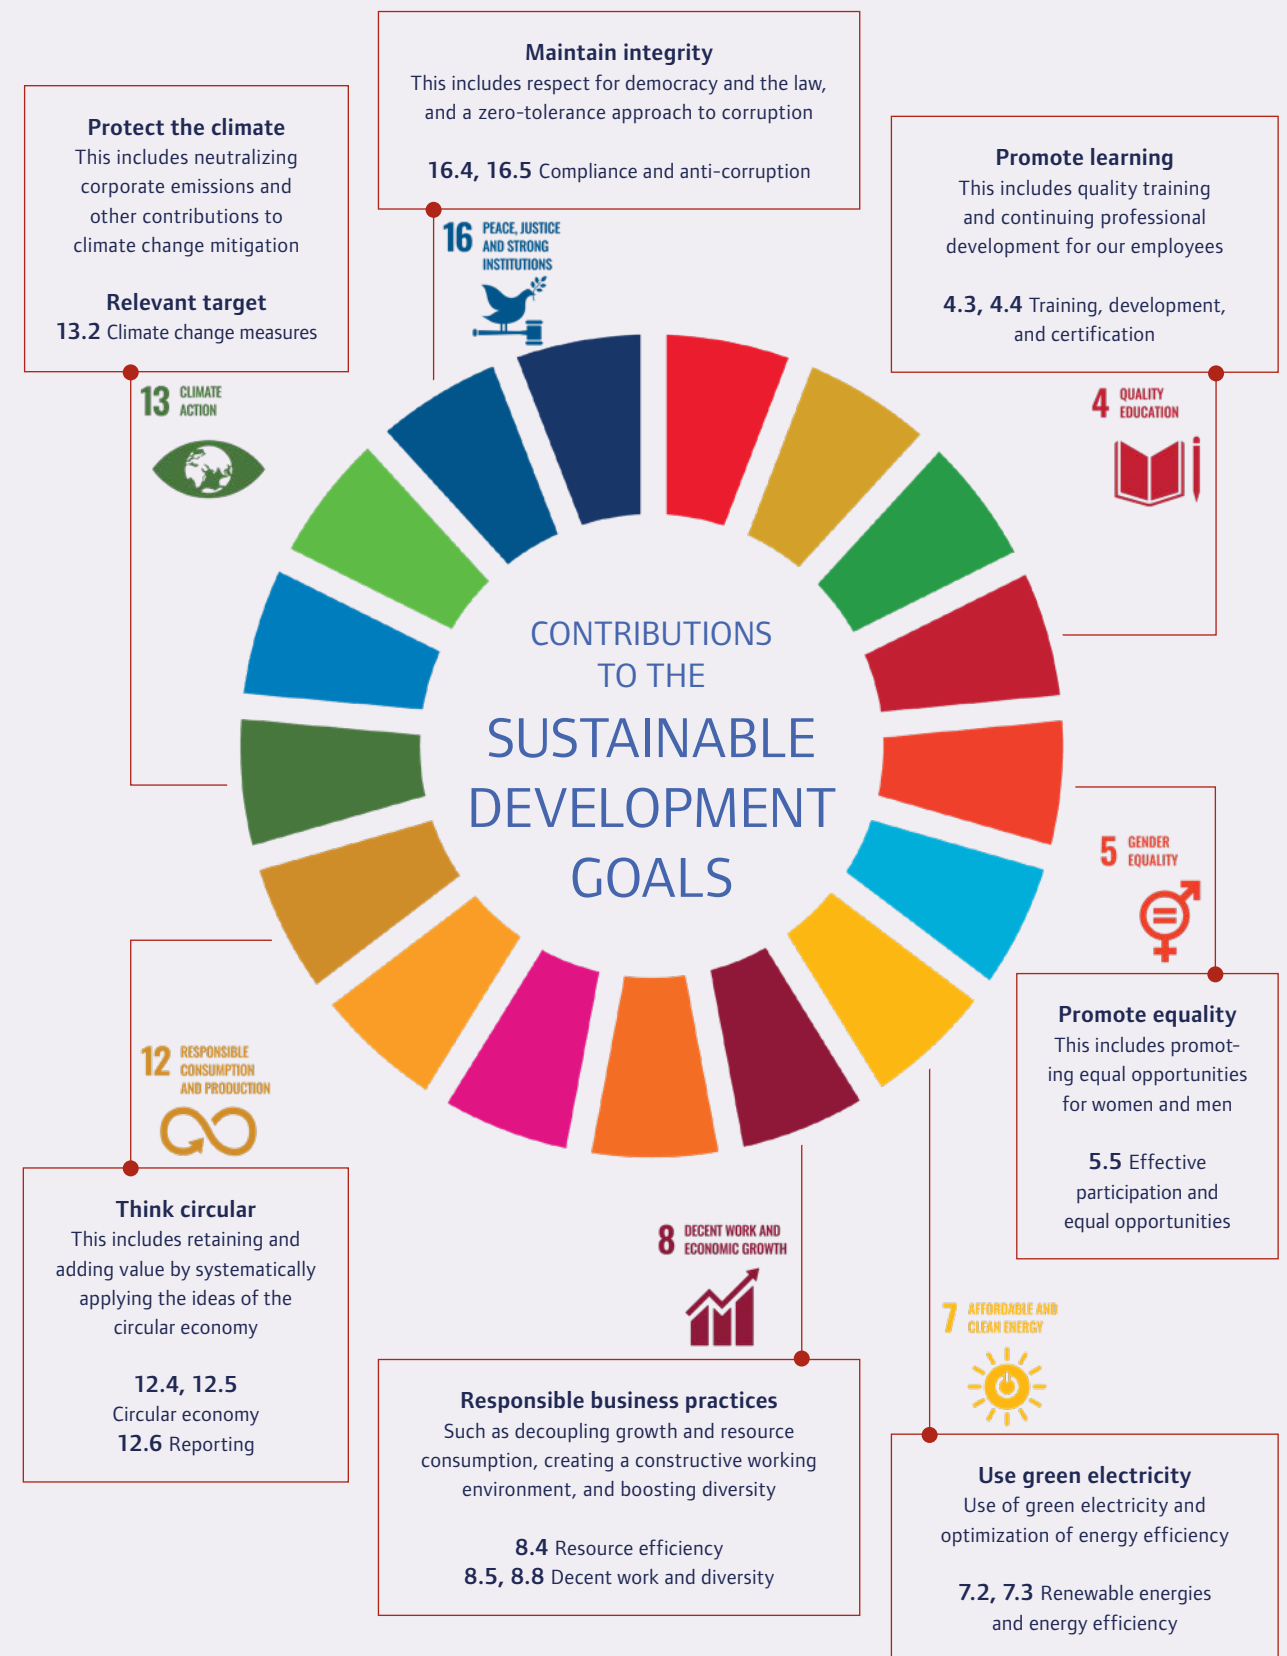 Maintain integrity
This includes respect for democracy and the law,
and a zero-tolerance approach to corruption
16.4, 16.5 Compliance and anti-corruption
Protect the climate
This includes neutralizing
corporate emissions and
other contributions to
climate change mitigation
Relevant target
13.2 Climate change measures
Promote learning
This includes quality training
and continuing professional
development for our employees
4.3, 4.4 Training, development,
and certification
16 PEACE, JUSTICE
AND STRONG
INSTITUTIONS
13 CLIMATE
ACTION
4 QUALITY
EDUCATION
CONTRIBUTIONS
TO THE
SUSTAINABLE
DEVELOPMENT
GOALS
5 GENDER
EQUALITY
Promote equality
This includes promot-
ing equal opportunities
for women and men
5.5 Effective
participation and
equal opportunities
12 RESPONSIBLE
CONSUMPTION
AND PRODUCTION
Think circular
This includes retaining and
adding value by systematically
applying the ideas of the
circular economy
12.4, 12.5
Circular economy
12.6 Reporting
8 DECENT WORK AND
ECONOMIC GROWTH
Responsible business practices
Such as decoupling growth and resource
consumption, creating a constructive working
environment, and boosting diversity
8.4 Resource efficiency
8.5, 8.8 Decent work and diversity
7 AFFORDABLE AND
CLEAN ENERGY
Use green electricity
Use of green electricity and
optimization of energy efficiency
7.2, 7.3 Renewable energies
and energy efficiency